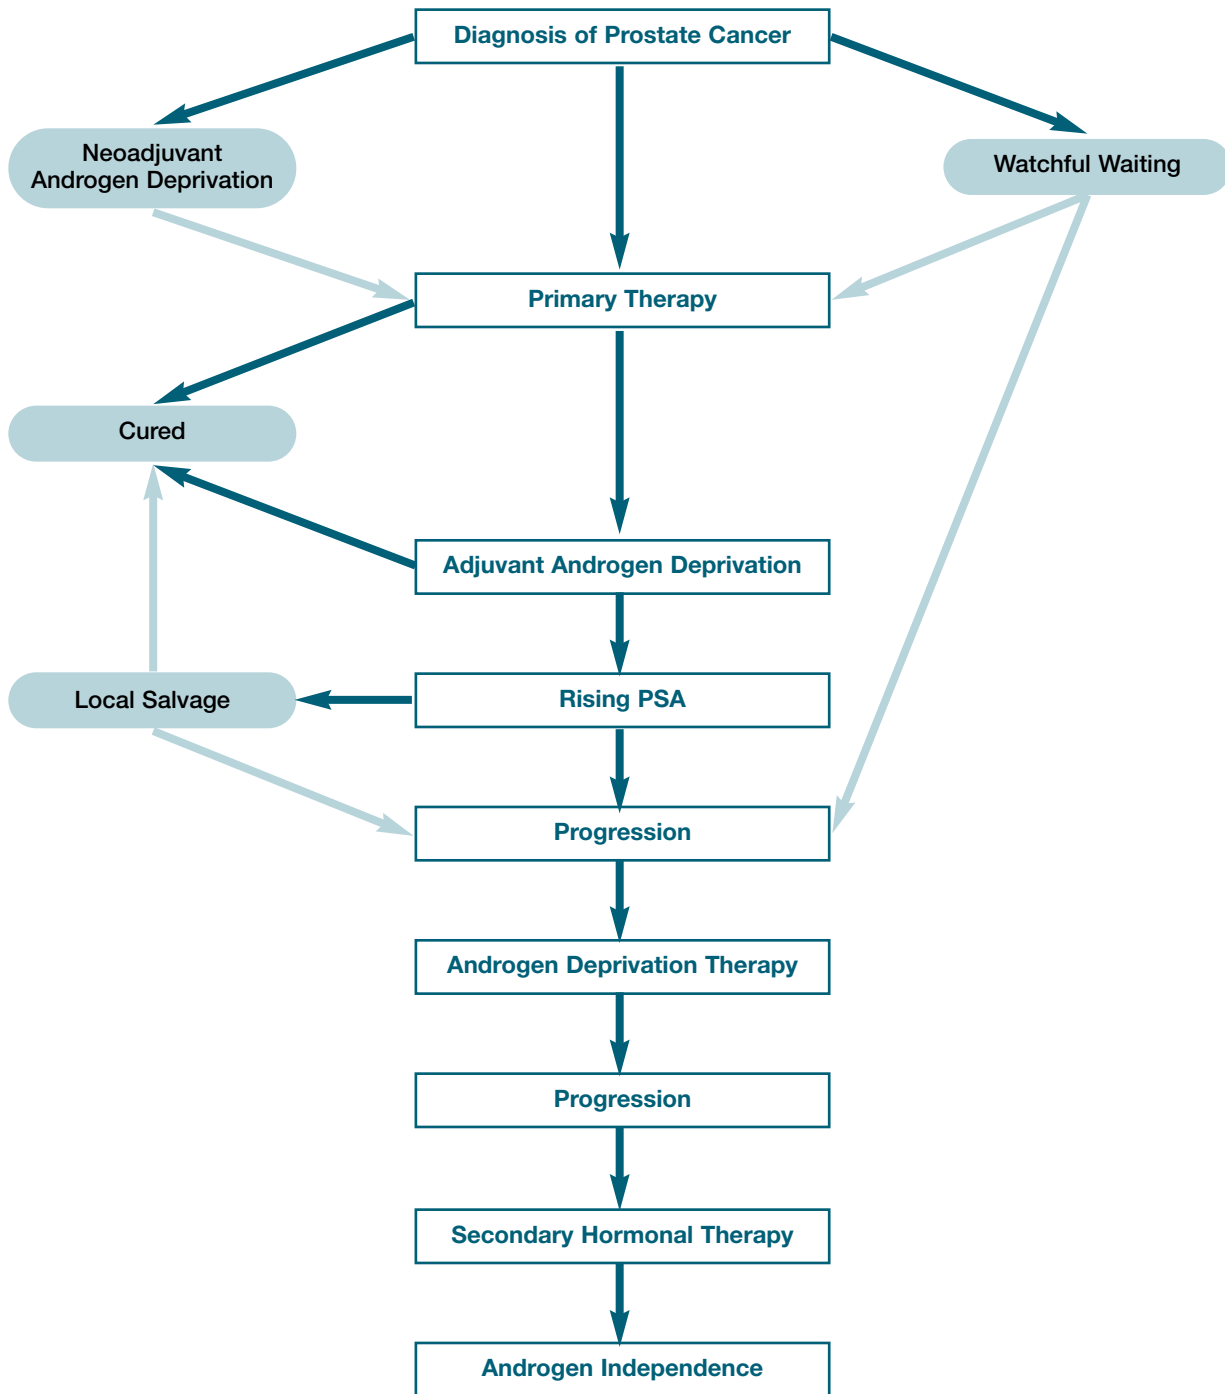 Diagnosis of Prostate Cancer
Neoadjuvant
Androgen Deprivation
Watchful Waiting
Primary Therapy
Cured
Adjuvant Androgen Deprivation
Local Salvage
Rising PSA
Progression
Androgen Deprivation Therapy
Progression
Secondary Hormonal Therapy
Androgen Independence